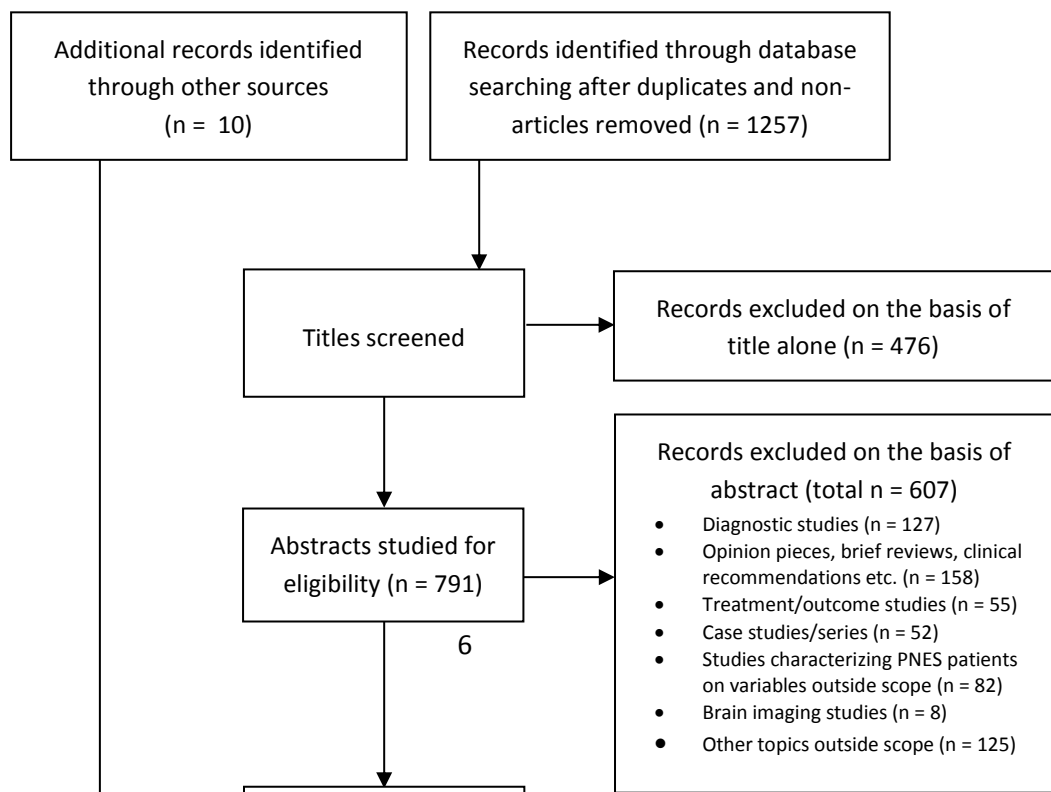 Additional records identified
through other sources
(n =  10)
Records identified through database
searching after duplicates and non-
articles removed (n = 1257)
Titles screened
Records excluded on the basis of
title alone (n = 476)
Abstracts studied for
eligibility (n = 791)
6
Records excluded on the basis of
abstract (total n = 607)
• Diagnostic studies (n = 127)
• Opinion pieces, brief reviews, clinical
recommendations etc. (n = 158)
• Treatment/outcome studies (n = 55)
• Case studies/series (n = 52)
• Studies characterizing PNES patients
on variables outside scope (n = 82)
• Brain imaging studies (n = 8)
• Other topics outside scope (n = 125)